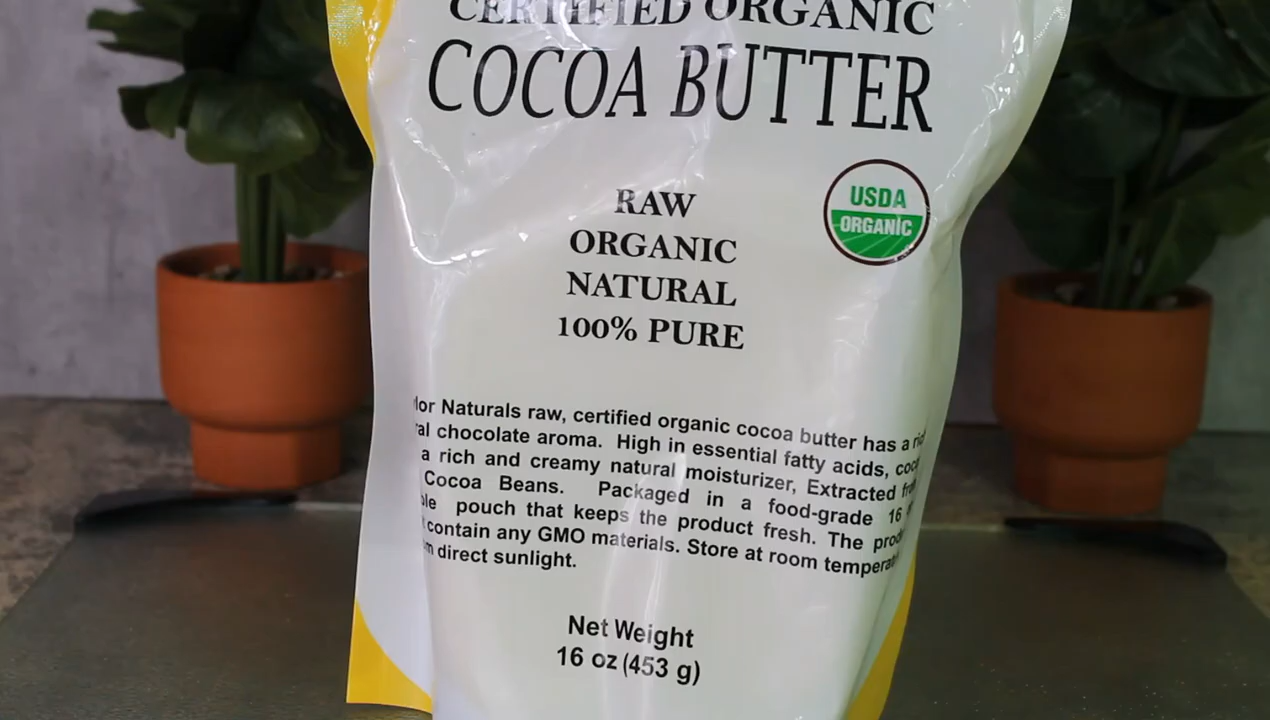 CERTIFIED ORGANIC
COCOA BUTTER
USDA
ORGANIC
RAW
ORGANIC
NATURAL
100% PURE
Naturals raw, certified organic cocoa butter has a
chocolate aroma. High in essential fatty acids,
a rich and creamy natural moisturizer, Extracted
Cocoa Beans. Packaged in a food-grade 16
pouch that keeps the product fresh. The
contain any GMO materials. Store at room
direct sunlight.
Net Weight
16 oz (453 g)